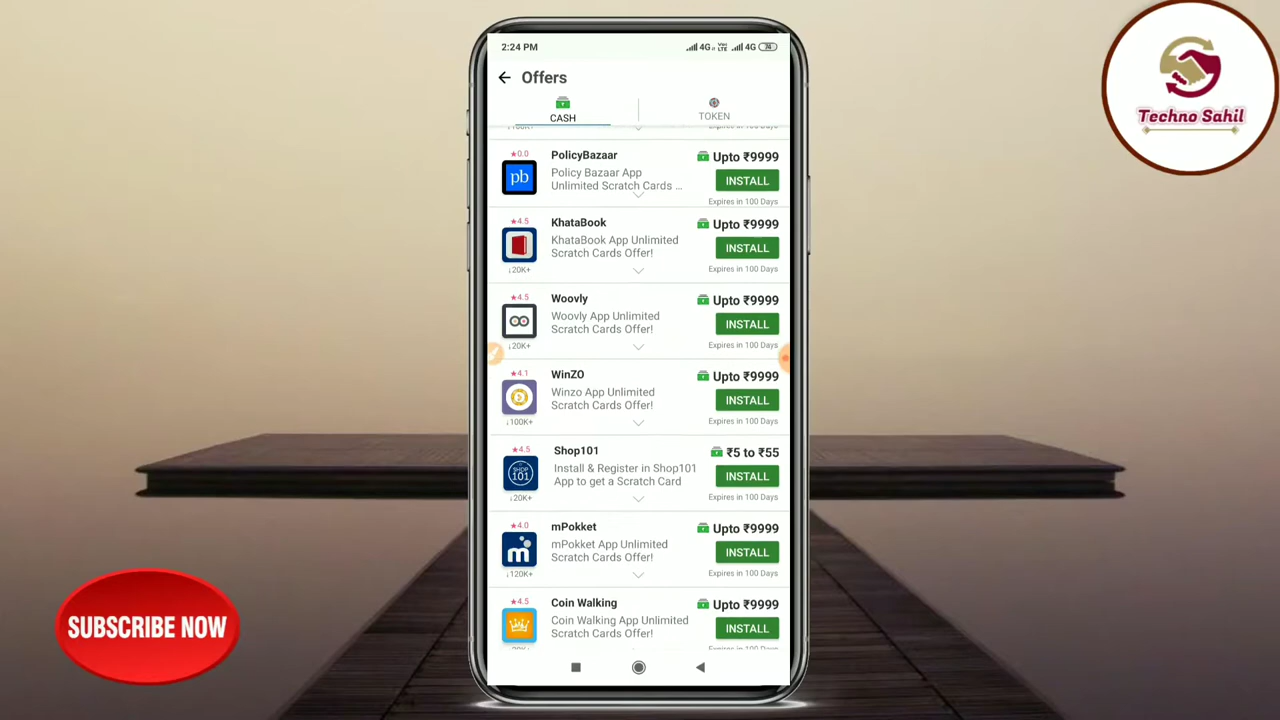 2:24 PM
4G VoI LTE 4G 74
Offers
CASH
TOKEN
★0.0
PolicyBazaar
Upto ₹9999
pb
Policy Bazaar App
Unlimited Scratch Cards ...
INSTALL
Expires in 100 Days
★4.5
KhataBook
Upto ₹9999
KhataBook App Unlimited
Scratch Cards Offer!
INSTALL
↓20K+
Expires in 100 Days
★4.5
Woovly
Upto ₹9999
Woovly App Unlimited
Scratch Cards Offer!
INSTALL
↓20K+
Expires in 100 Days
★4.1
WinZO
Upto ₹9999
Winzo App Unlimited
Scratch Cards Offer!
INSTALL
↓100K+
Expires in 100 Days
★4.5
Shop101
₹5 to ₹55
SHOP
101
Install & Register in Shop101
App to get a Scratch Card
INSTALL
↓20K+
Expires in 100 Days
★4.0
mPokket
Upto ₹9999
m
mPokket App Unlimited
Scratch Cards Offer!
INSTALL
↓120K+
Expires in 100 Days
★4.5
Coin Walking
Upto ₹9999
Coin Walking App Unlimited
Scratch Cards Offer!
INSTALL
Techno Sahil
SUBSCRIBE NOW